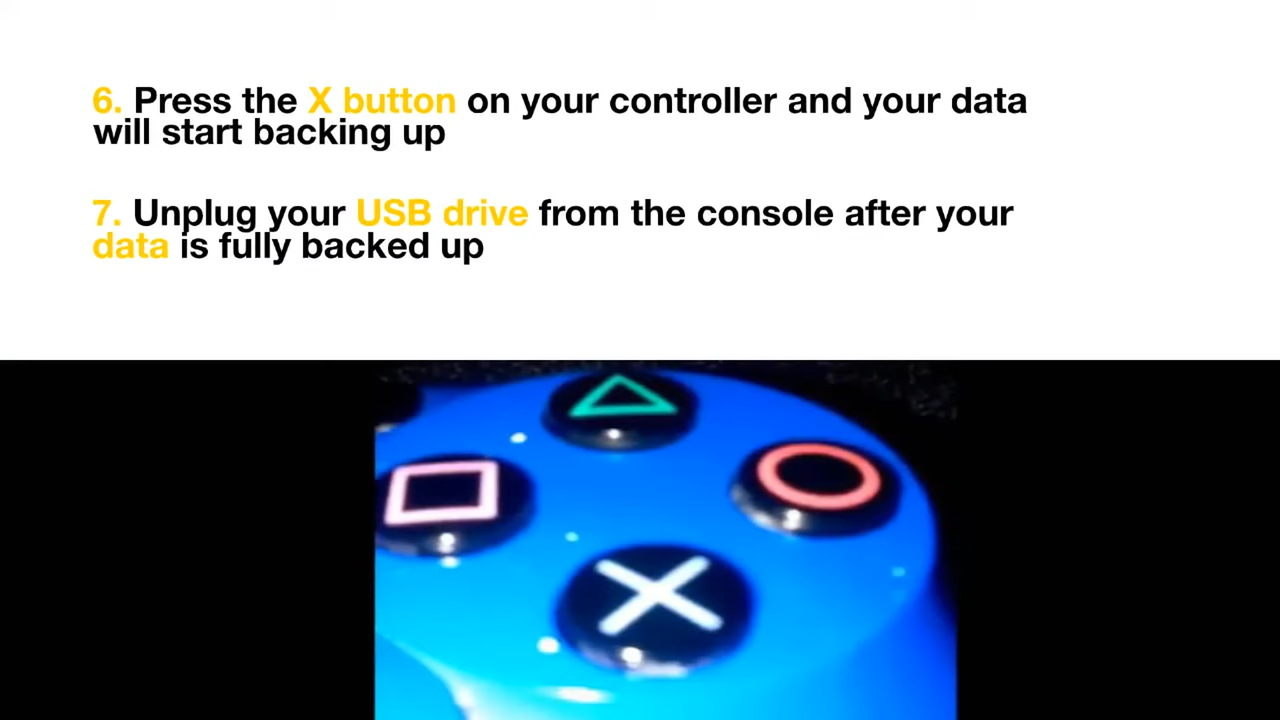 6. Press the X button on your controller and your data
will start backing up
7. Unplug your USB drive from the console after your
data is fully backed up